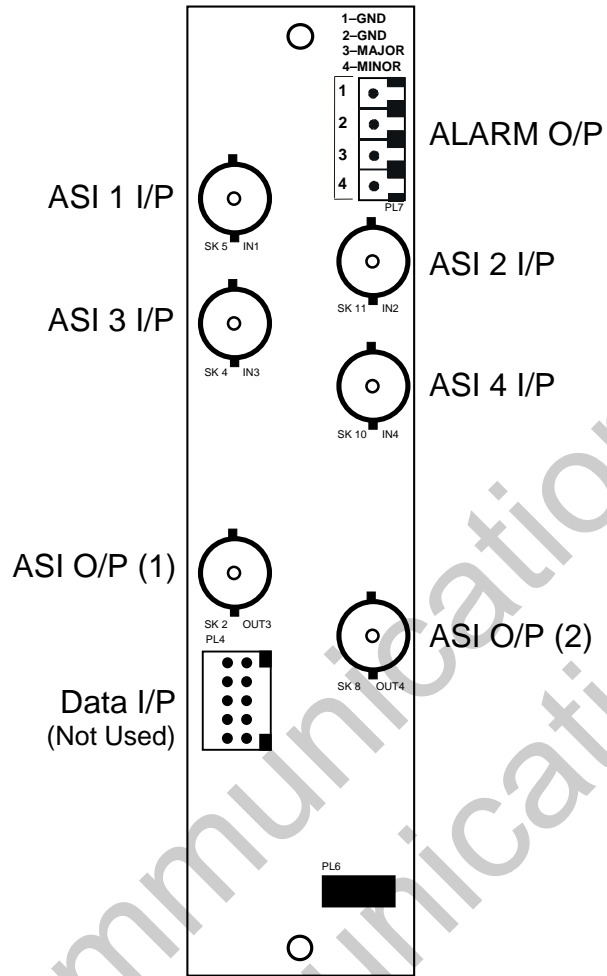 1–GND
2–GND
3–MAJOR
4–MINOR
1
2
3
4
PL7
ALARM O/P
ASI 1 I/P
SK 5 IN1
ASI 2 I/P
SK 11 IN2
ASI 3 I/P
SK 4 IN3
ASI 4 I/P
SK 10 IN4
ASI O/P (1)
SK 2 OUT3
ASI O/P (2)
SK 8 OUT4
PL4
Data I/P
(Not Used)
PL6